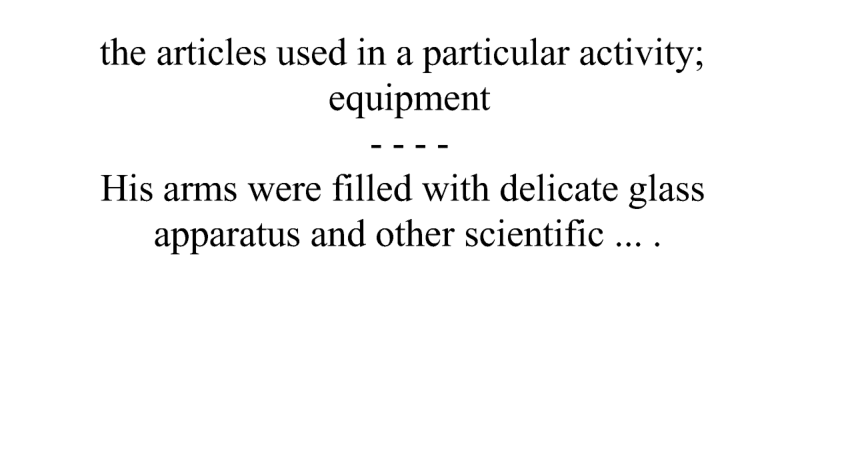 the articles used in a particular activity;
equipment
- - - -
His arms were filled with delicate glass
apparatus and other scientific ... .